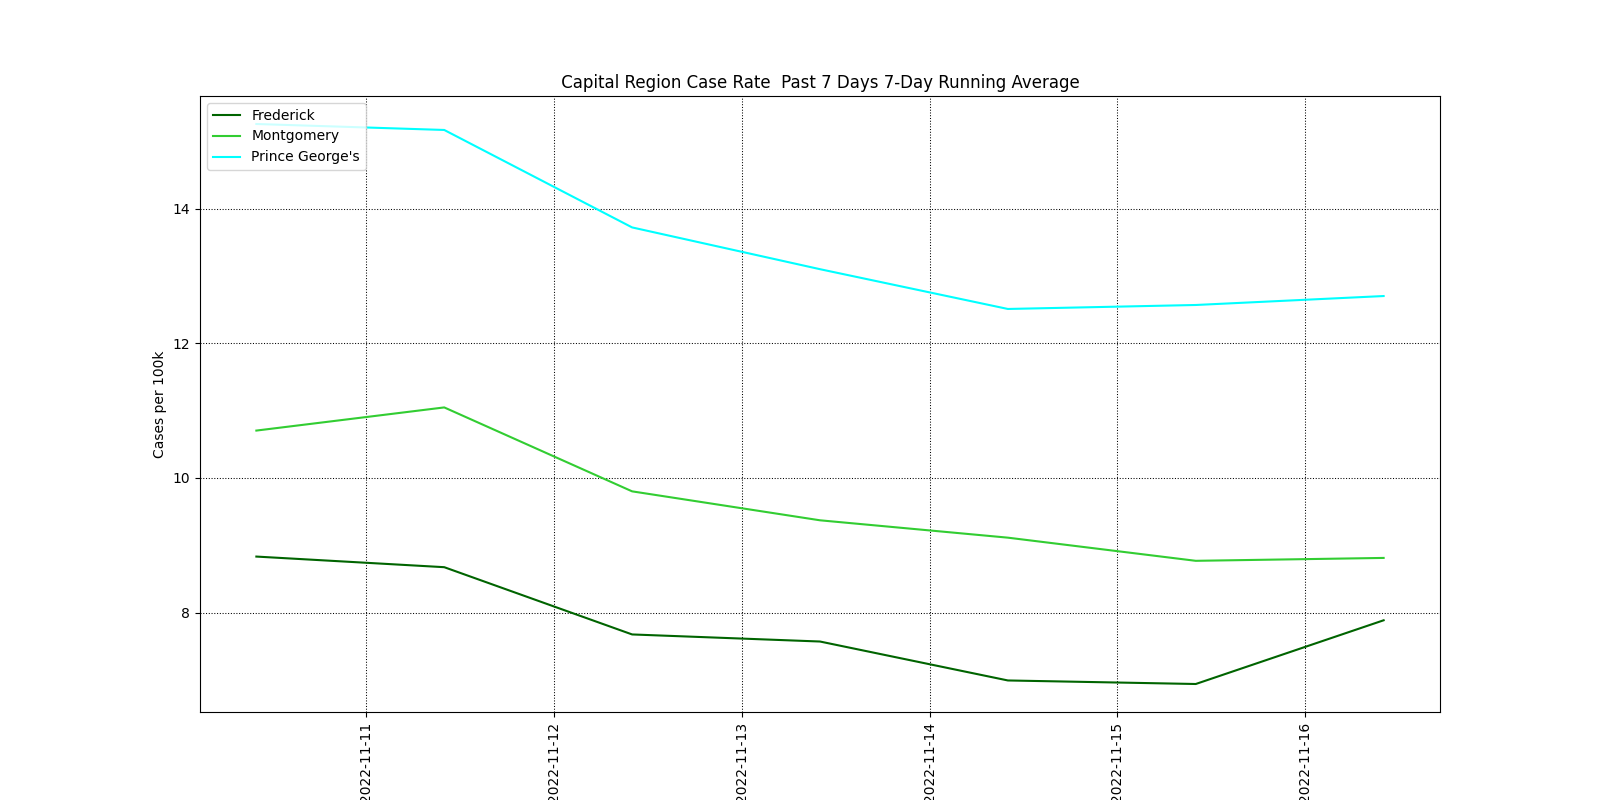 Capital Region Case Rate  Past 7 Days 7-Day Running Average
Frederick
Montgomery
Prince George's
14
12
10
8
Cases per 100k
2022-11-11
2022-11-12
2022-11-13
2022-11-14
2022-11-15
2022-11-16